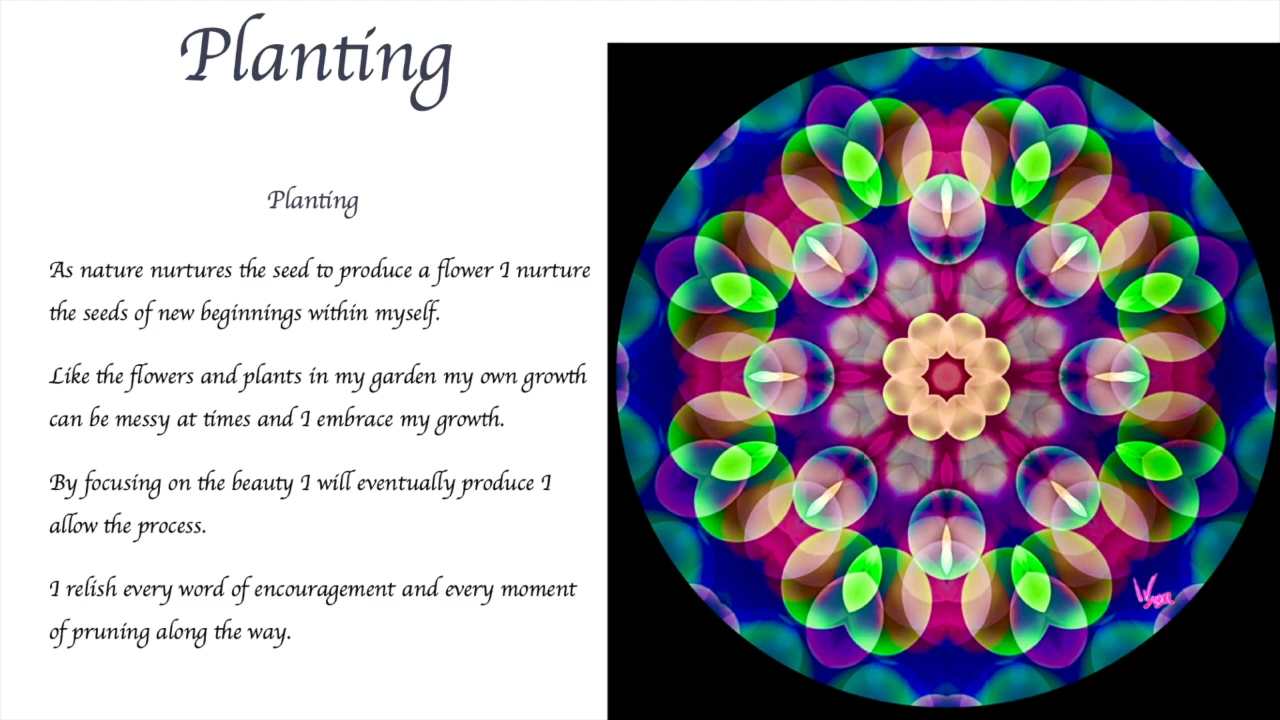 Planting
Planting
As nature nurtures the seed to produce a flower I nurture
the seeds of new beginnings within myself.
Like the flowers and plants in my garden my own growth
can be messy at times and I embrace my growth.
By focusing on the beauty I will eventually produce I
allow the process.
I relish every word of encouragement and every moment
of pruning along the way.